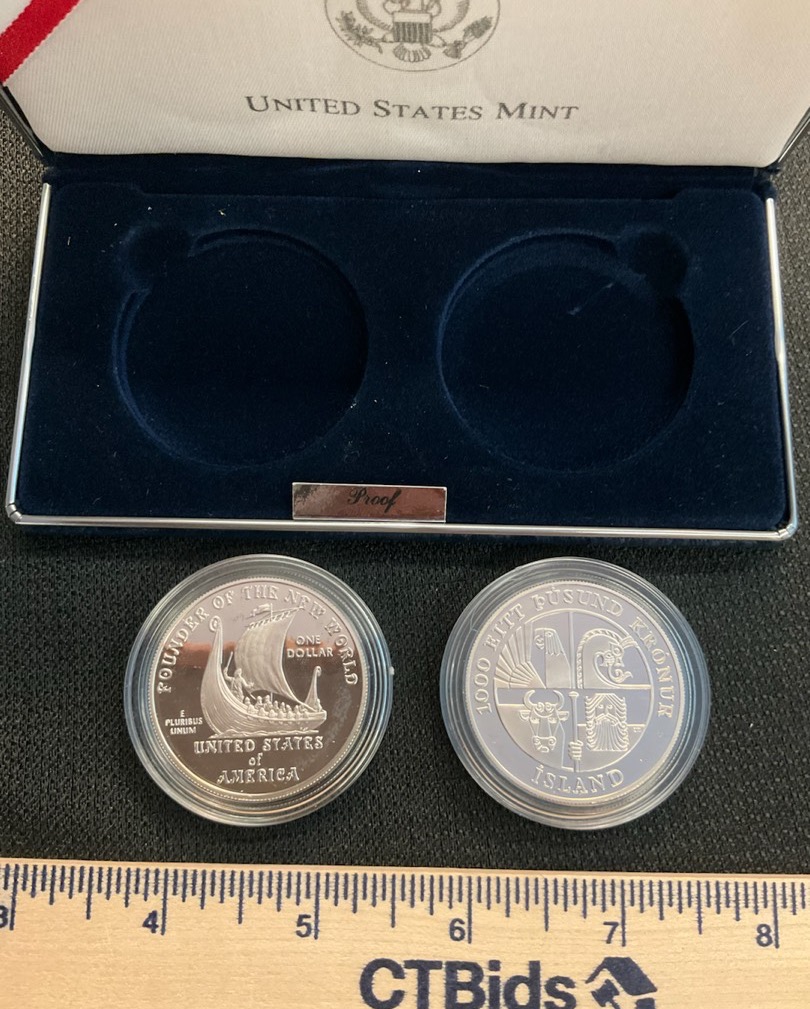 UNITED STATES MINT
Proof
FOUNDER OF THE NEW WORLD
ONE
DOLLAR
E
PLURIBUS
UNUM
UNITED STATES
of
AMERICA
1000 EITT ÞÚSUND KRÓNUR
ÍSLAND
3 4 5 6 7 8
CTBids